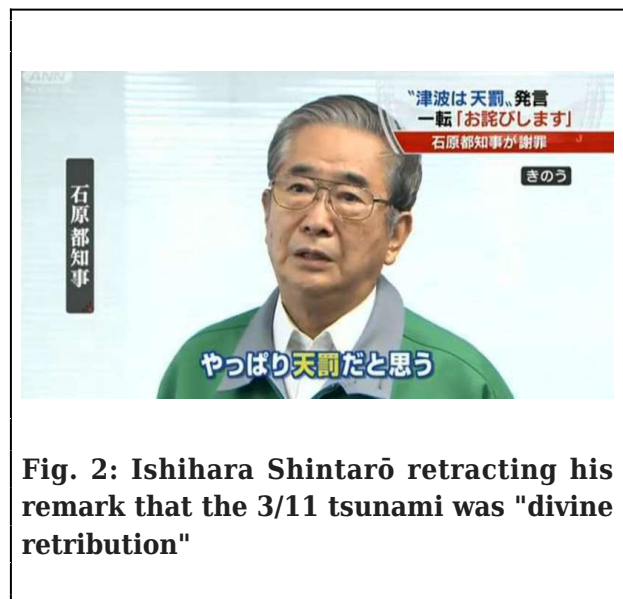 ANN
〝津波は天罰〟発言
一転「お詫びします」
石原都知事が謝罪
きのう
石原都知事
やっぱり天罰だと思う
Fig. 2: Ishihara Shintarō retracting his
remark that the 3/11 tsunami was "divine
retribution"